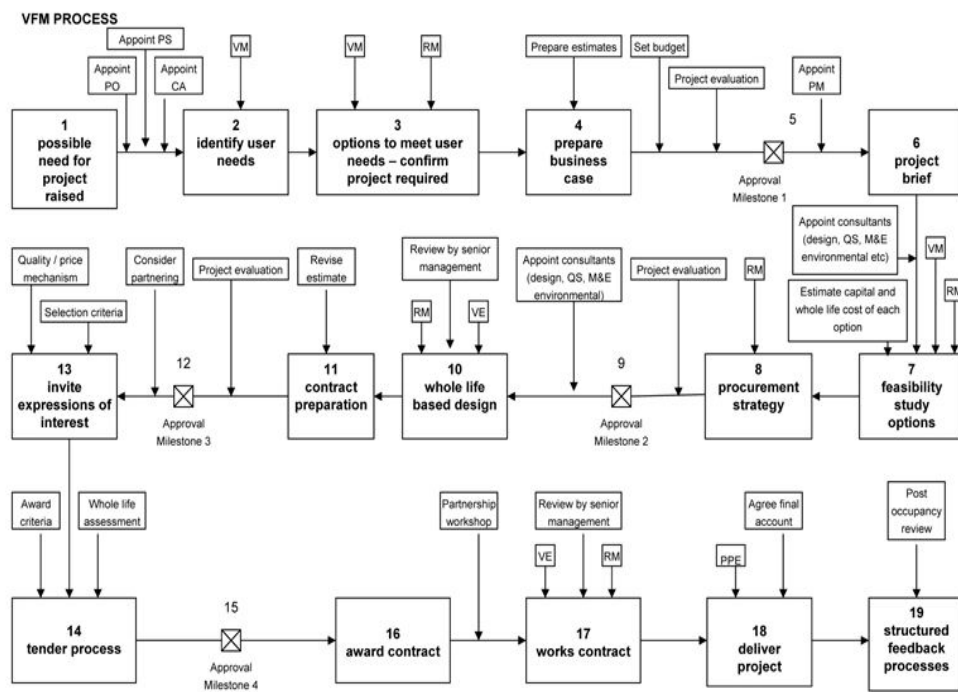 VFM PROCESS
Appoint PS
Appoint
PO
Appoint
CA
VM
VM
RM
Prepare estimates
Set budget
Project evaluation
Appoint
PM
1
possible
need for
project
raised
2
identify user
needs
3
options to meet user
needs – confirm
project required
4
prepare
business
case
5
Approval
Milestone 1
6
project
brief
Appoint consultants
(design, QS, M&E
environmental etc)
VM
Estimate capital and
whole life cost of each
option
RM
Quality / price
mechanism
Selection criteria
Consider
partnering
Project evaluation
Revise
estimate
Review by senior
management
RM
VE
Appoint consultants
(design, QS, M&E
environmental)
Project evaluation
RM
13
invite
expressions of
interest
12
Approval
Milestone 3
11
contract
preparation
10
whole life
based design
9
Approval
Milestone 2
8
procurement
strategy
7
feasibility
study
options
Award
criteria
Whole life
assessment
Partnership
workshop
Review by senior
management
VE
RM
Agree final
account
PPE
Post
occupancy
review
14
tender process
15
Approval
Milestone 4
16
award contract
17
works contract
18
deliver
project
19
structured
feedback
processes